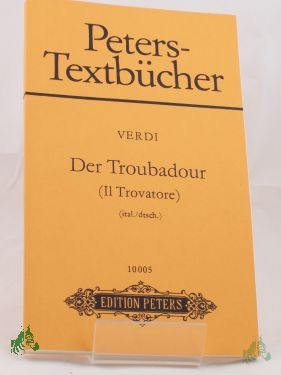 Peters-
Textbücher
VERDI
Der Troubadour
(Il Trovatore)
(ital./dtsch.)
10005
EDITION PETERS